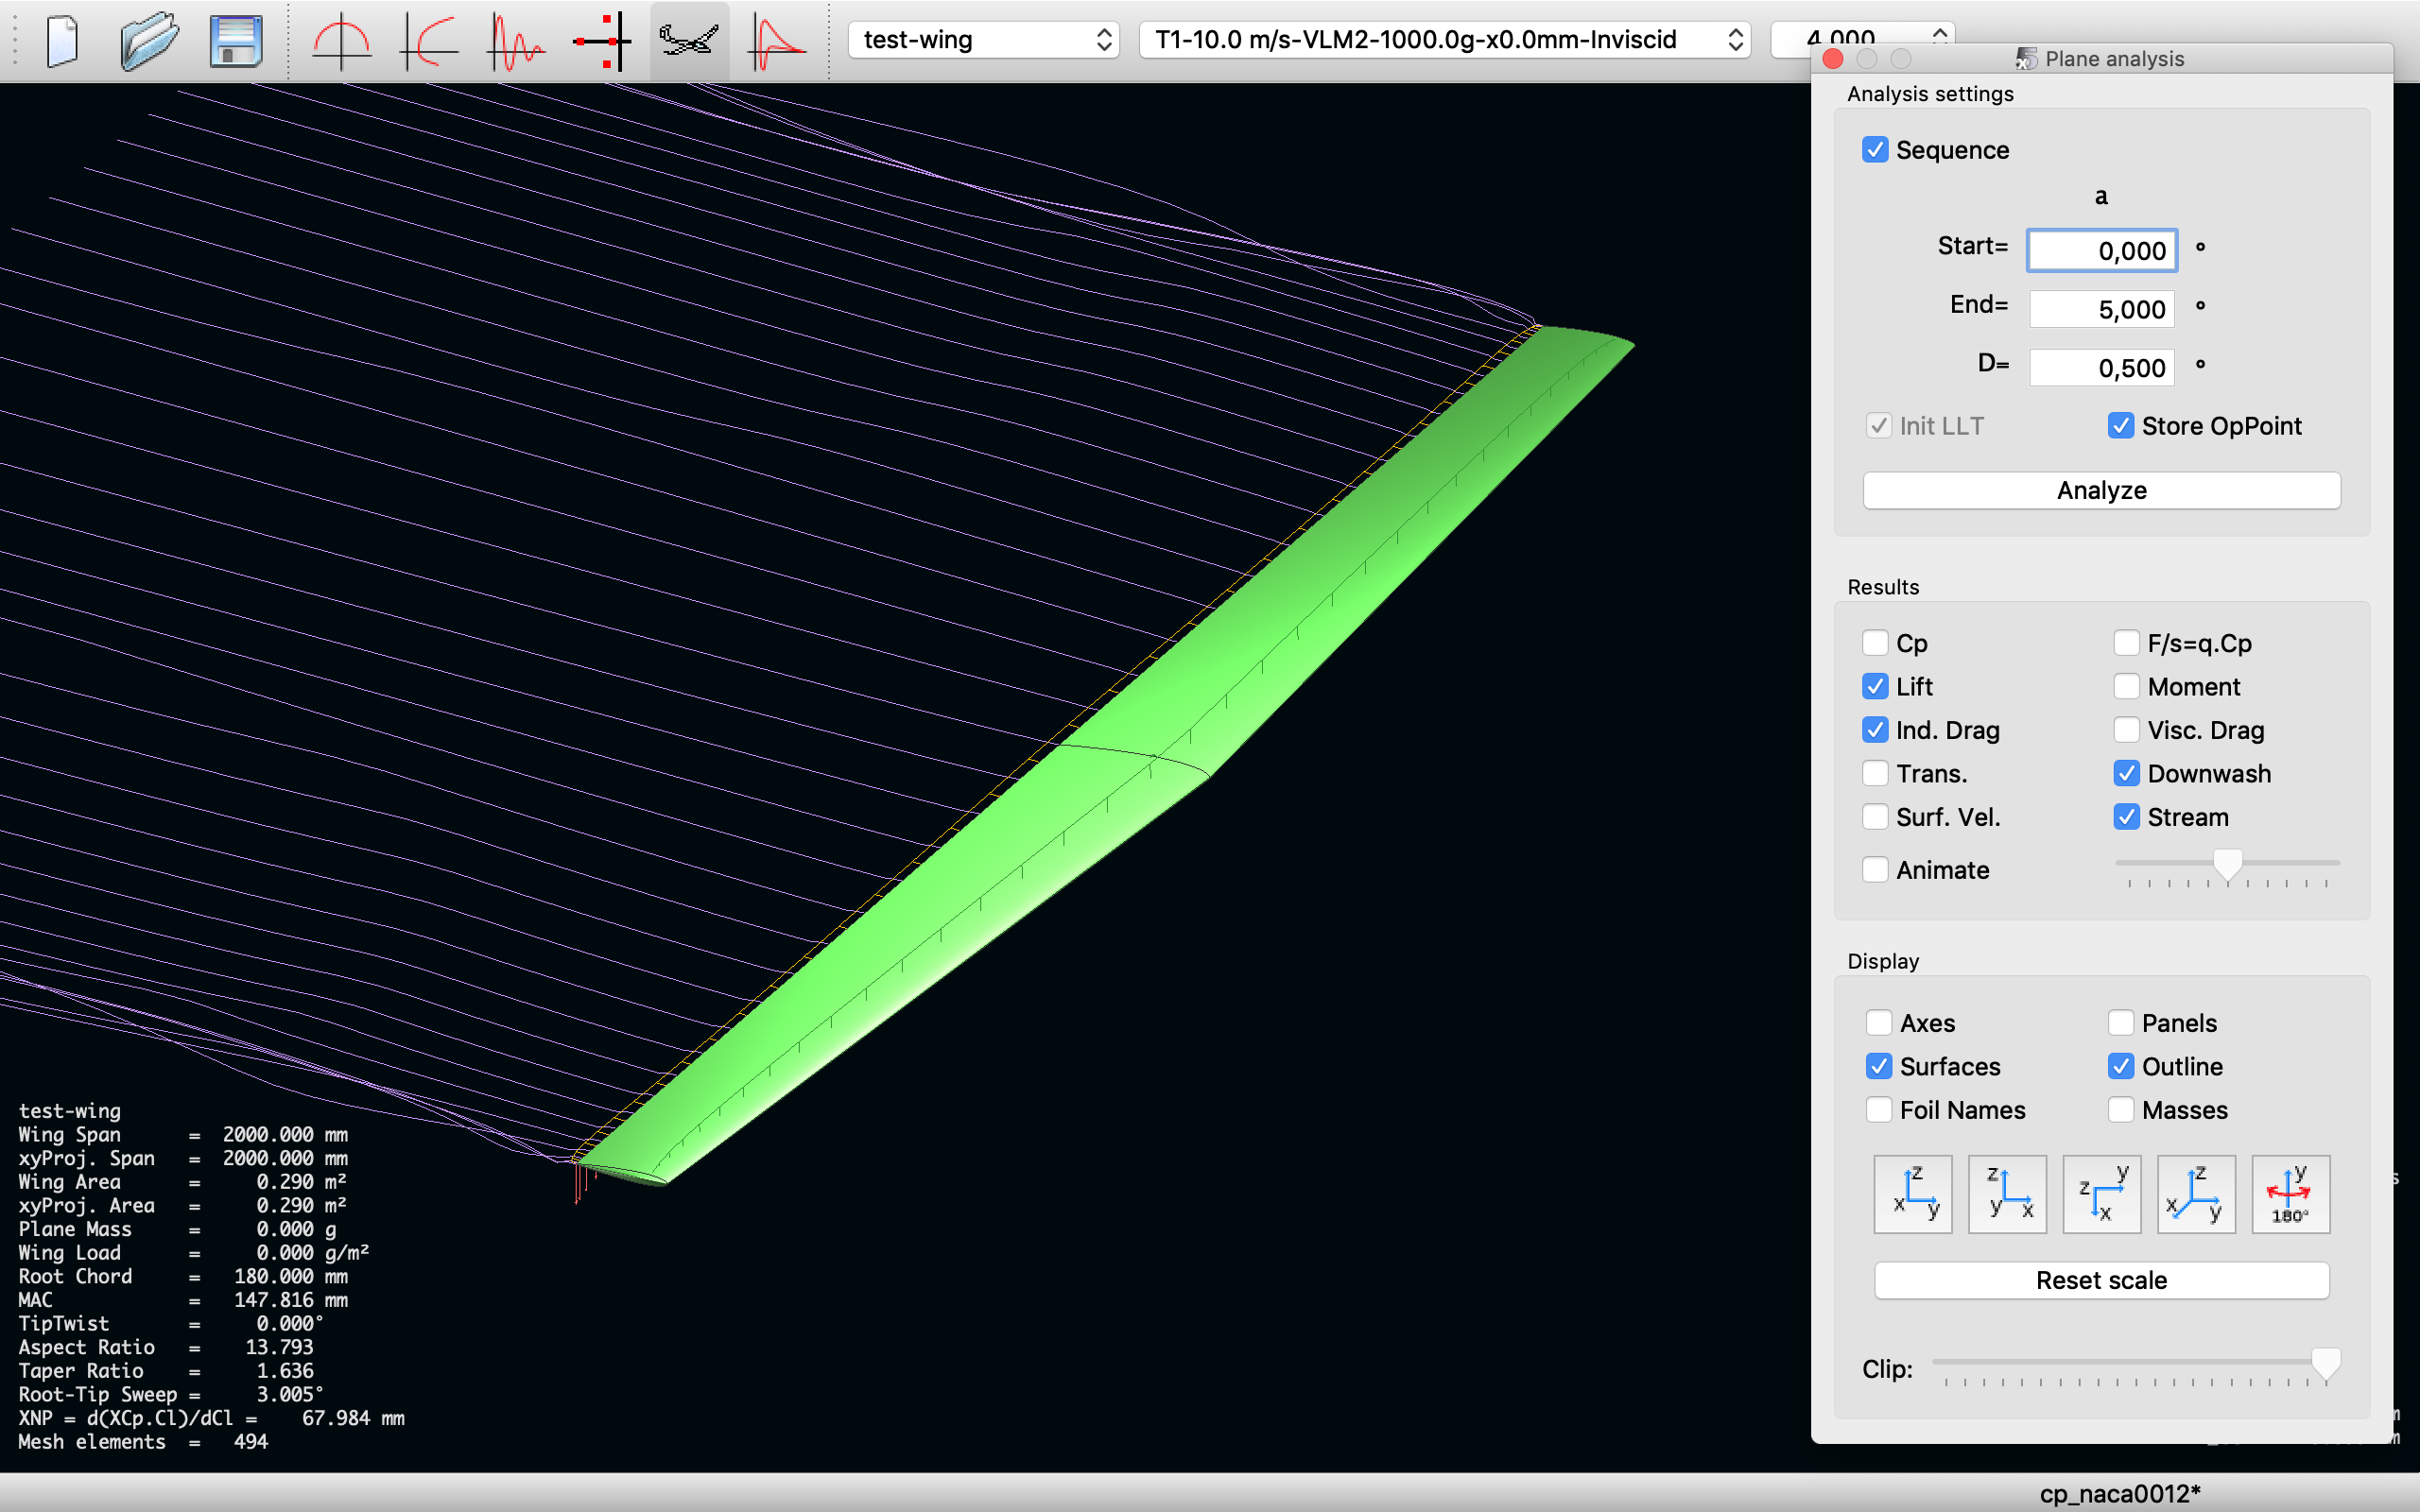 test-wing
T1-10.0 m/s-VLM2-1000.0g-x0.0mm-Inviscid
4.000
Plane analysis
Analysis settings
Sequence
a
Start= 0,000 °
End= 5,000 °
D= 0,500 °
Init LLT Store OpPoint
Analyze
Results
Cp F/s=q.Cp
Lift Moment
Ind. Drag Visc. Drag
Trans. Downwash
Surf. Vel. Stream
Animate
Display
Axes Panels
Surfaces Outline
Foil Names Masses
z x y
z y x
y z x
z x y
y 180°
Reset scale
Clip:
test-wing
Wing Span = 2000.000 mm
xyProj. Span = 2000.000 mm
Wing Area = 0.290 m²
xyProj. Area = 0.290 m²
Plane Mass = 0.000 g
Wing Load = 0.000 g/m²
Root Chord = 180.000 mm
MAC = 147.816 mm
TipTwist = 0.000°
Aspect Ratio = 13.793
Taper Ratio = 1.636
Root-Tip Sweep = 3.005°
XNP = d(XCp.Cl)/dCl = 67.984 mm
Mesh elements = 494
cp_naca0012*